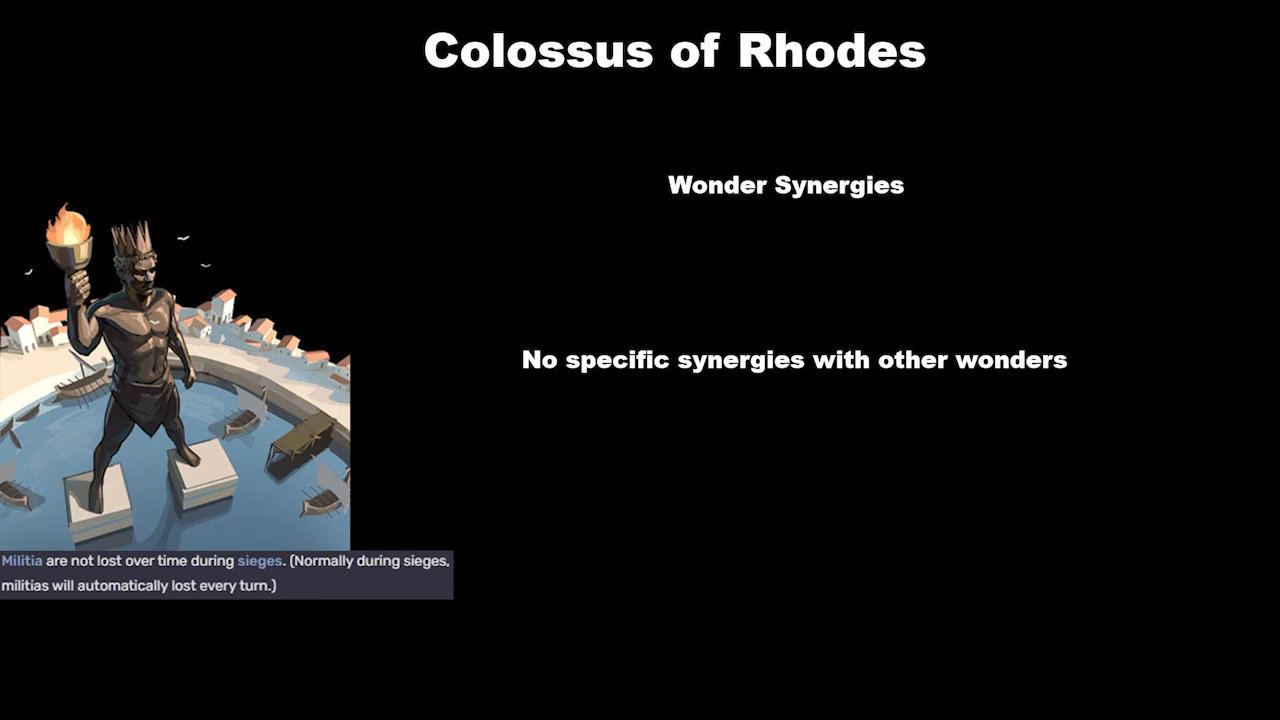 Colossus of Rhodes
Wonder Synergies
No specific synergies with other wonders
Militia are not lost over time during sieges. (Normally during sieges,
militias will automatically lost every turn.)